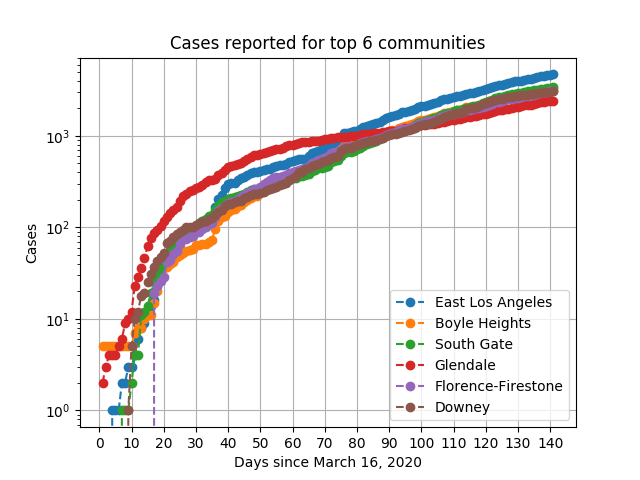 Cases reported for top 6 communities
Cases
10³
10²
10¹
10⁰
East Los Angeles
Boyle Heights
South Gate
Glendale
Florence-Firestone
Downey
0 10 20 30 40 50 60 70 80 90 100 110 120 130 140
Days since March 16, 2020